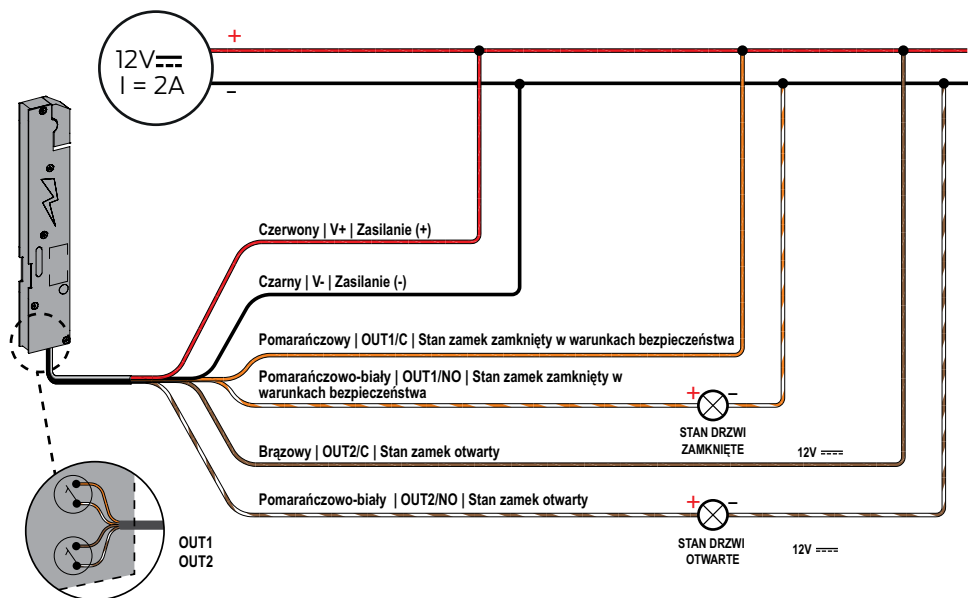 +
12V
I = 2A
-
Czerwony | V+ | Zasilanie (+)
Czarny | V- | Zasilanie (-)
Pomarańczowy | OUT1/C | Stan zamek zamknięty w warunkach bezpieczeństwa
Pomarańczowo-biały | OUT1/NO | Stan zamek zamknięty w
warunkach bezpieczeństwa
+ -
STAN DRZWI
ZAMKNIĘTE
Brązowy | OUT2/C | Stan zamek otwarty
12V
Pomarańczowo-biały | OUT2/NO | Stan zamek otwarty
+ -
STAN DRZWI
OTWARTE
12V
OUT1
OUT2